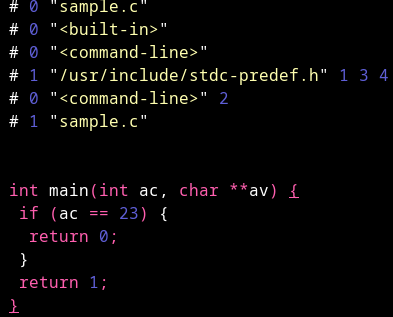 # 0 "sample.c"
# 0 "<built-in>"
# 0 "<command-line>"
# 1 "/usr/include/stdc-predef.h" 1 3 4
# 0 "<command-line>" 2
# 1 "sample.c"
int main(int ac, char **av) {
 if (ac == 23) {
  return 0;
 }
 return 1;
}